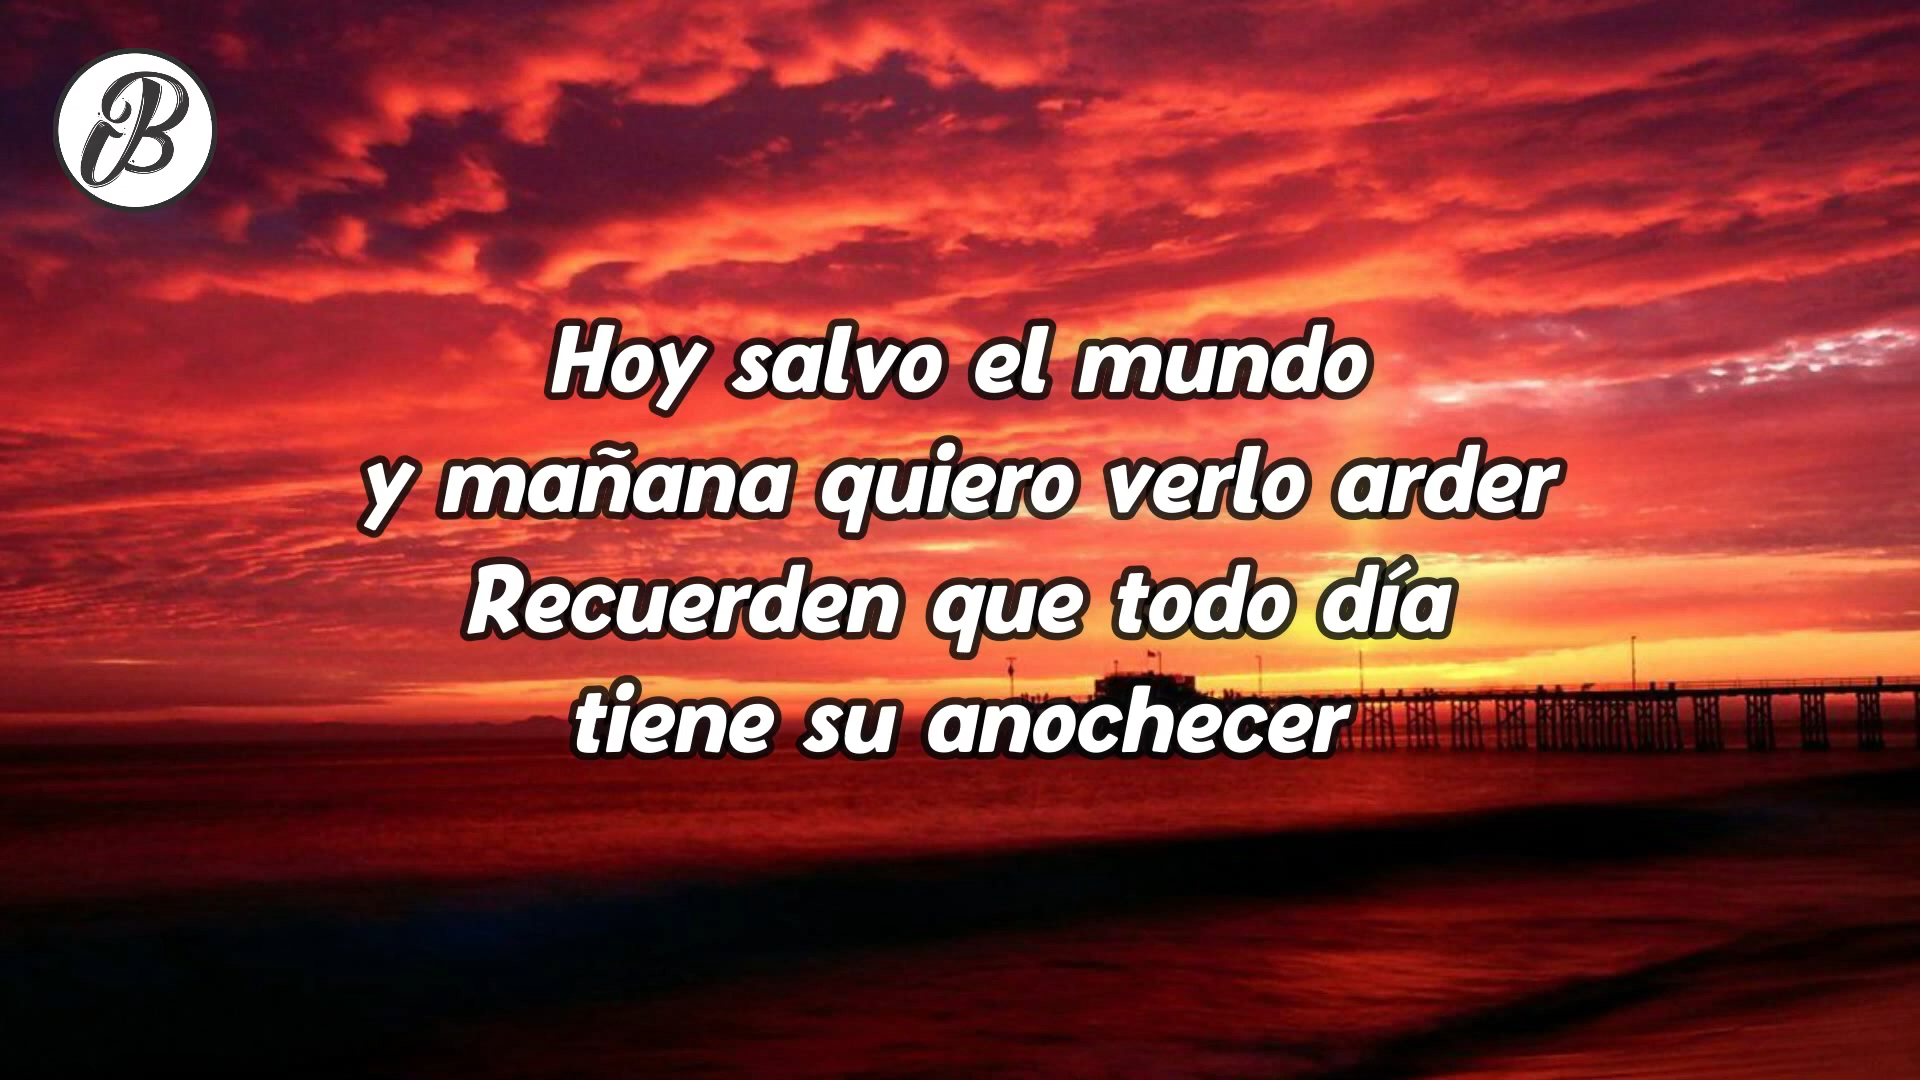 B
Hoy salvo el mundo
y mañana quiero verlo arder
Recuerden que todo día
tiene su anochecer